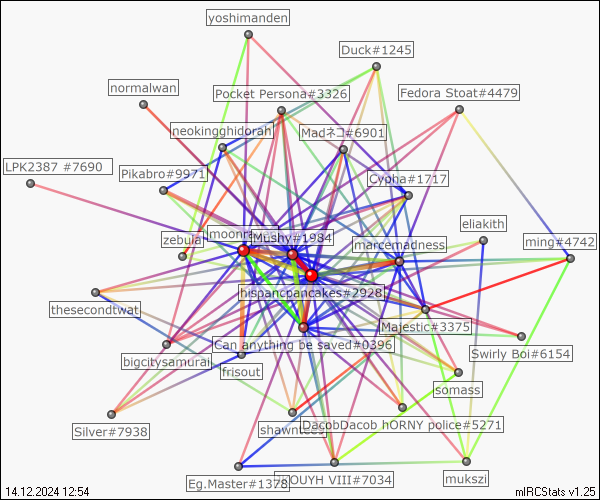 yoshimanden
Duck#1245
normalwan
Pocket Persona#3326
Fedora Stoat#4479
neokingghidorah
Madネコ#6901
LPK2387 #7690
Pikabro#9971
Cypha#1717
eliakith
zebula
Mushy#1984
marcemadness
ming#4742
hispancpancakes#2928
thesecondtwat
Majestic#3375
Can anything be saved#0396
bigcitysamurai
Swirly Boi#6154
frisout
somass
Silver#7938
shawntee
DacobDacob hORNY police#5271
Eg.Master#1378
OUYH VIII#7034
mukszi
14.12.2024 12:54
mIRCStats v1.25